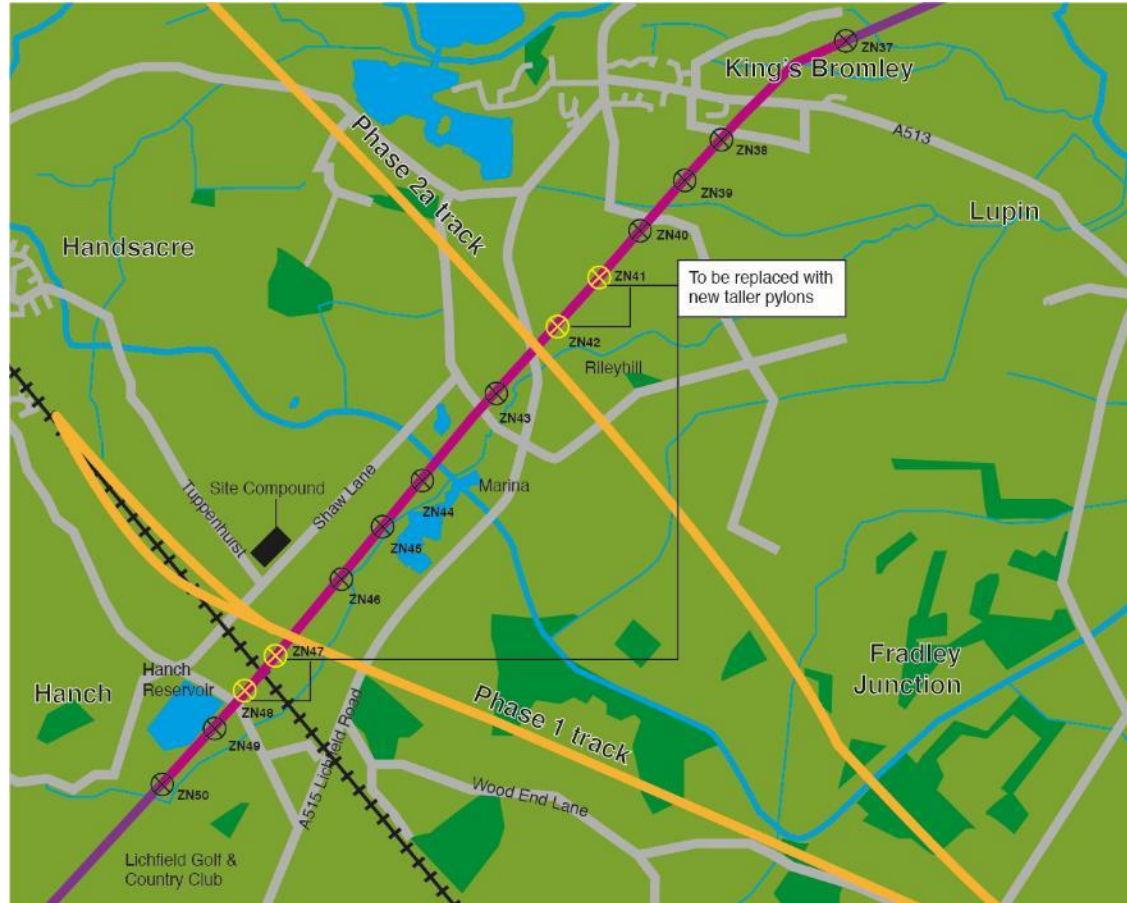 ZN37
King's Bromley
A513
ZN38
Phase 2a track
ZN39
Lupin
ZN40
Handsacre
ZN41
To be replaced with
new taller pylons
ZN42
Rileyhill
ZN43
Shaw Lane
Marina
ZN44
Tuppenhurst
Site Compound
ZN45
ZN46
ZN47
Hanch
Reservoir
Fradley
Junction
Hanch
ZN48
Phase 1 track
A515 Lichfield Road
ZN49
ZN50
Wood End Lane
Lichfield Golf &
Country Club